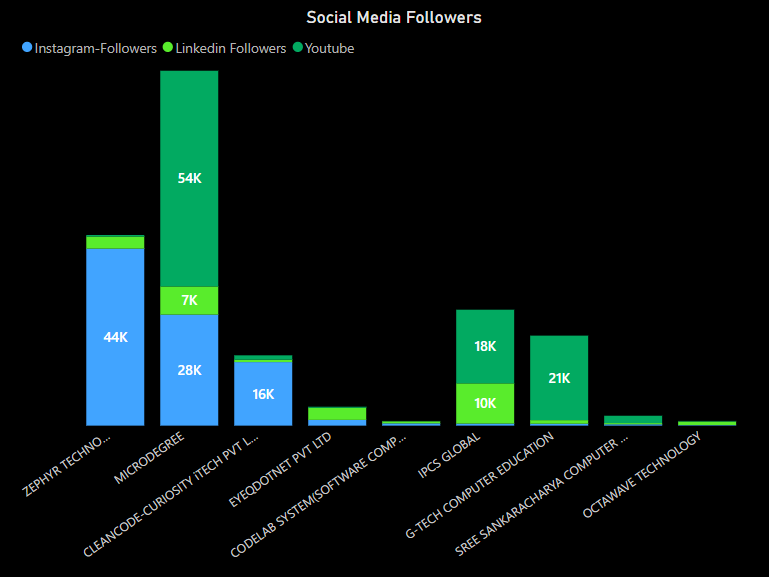 Social Media Followers
Instagram-Followers Linkedin Followers Youtube
54K
44K
7K
28K
16K
18K
10K
21K
ZEPHYR TECHNO...
MICRODEGREE
CLEANCODE-CURIOSITY iTECH PVT L...
EYEQDOTNET PVT LTD
CODELAB SYSTEM(SOFTWARE COMP...
IPCS GLOBAL
G-TECH COMPUTER EDUCATION
SREE SANKARACHARYA COMPUTER ...
OCTAWAVE TECHNOLOGY